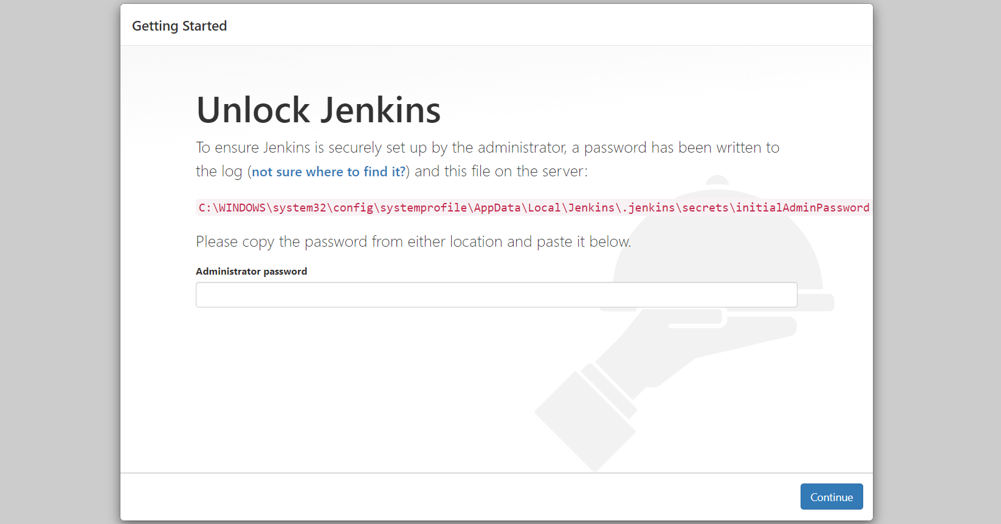 Getting Started
Unlock Jenkins
To ensure Jenkins is securely set up by the administrator, a password has been written to
the log (not sure where to find it?) and this file on the server:
C:\WINDOWS\system32\config\systemprofile\AppData\Local\Jenkins\.jenkins\secrets\initialAdminPassword
Please copy the password from either location and paste it below.
Administrator password
Continue